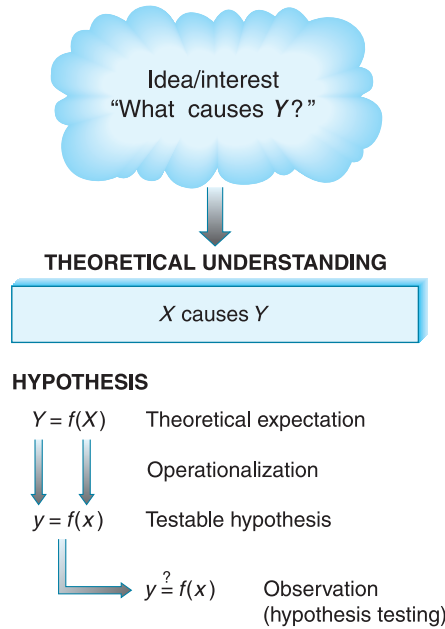 Idea/interest
“What causes Y?”
THEORETICAL UNDERSTANDING
X causes Y
HYPOTHESIS
Y = f(X) Theoretical expectation
Operationalization
y = f(x) Testable hypothesis
y ≟ f(x) Observation
(hypothesis testing)